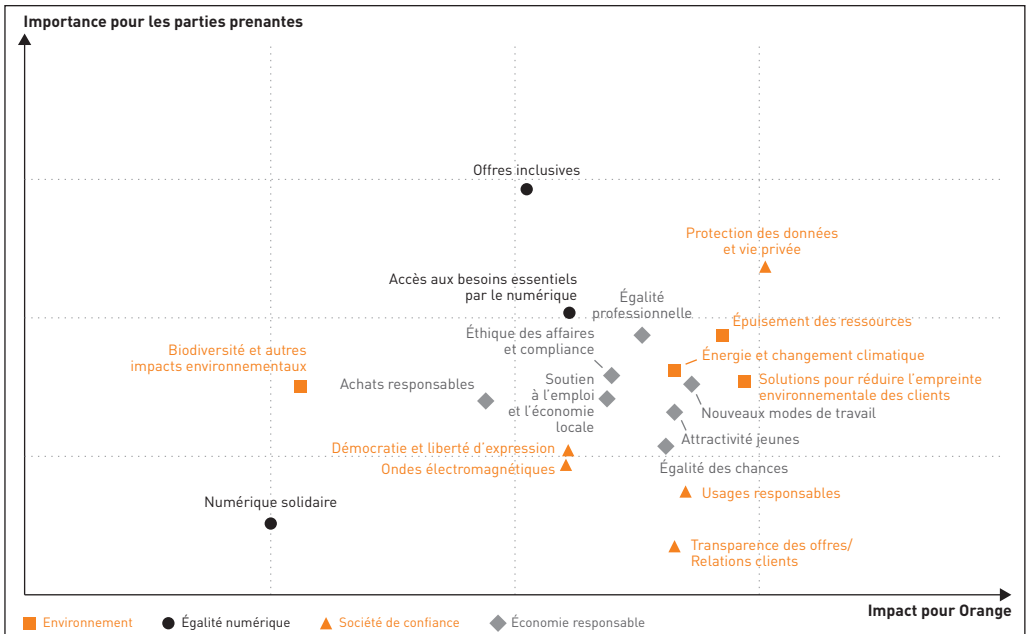 Importance pour les parties prenantes
Offres inclusives
Protection des données
et vie privée
Accès aux besoins essentiels
par le numérique
Égalité
professionnelle
Épuisement des ressources
Éthique des affaires
et compliance
Énergie et changement climatique
Biodiversité et autres
impacts environnementaux
Achats responsables
Soutien
à l'emploi
et l'économie
locale
Solutions pour réduire l'empreinte
environnementale des clients
Nouveaux modes de travail
Attractivité jeunes
Démocratie et liberté d'expression
Ondes électromagnétiques
Égalité des chances
Usages responsables
Numérique solidaire
Transparence des offres/
Relations clients
Impact pour Orange
Environnement
Égalité numérique
Société de confiance
Économie responsable